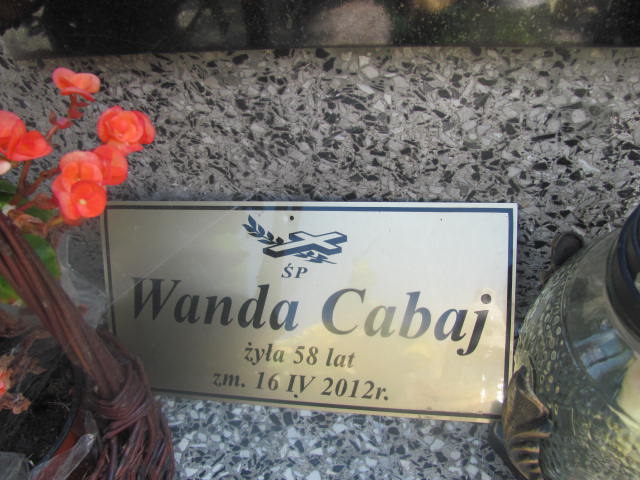 ŚP
Wanda Cabaj
żyła 58 lat
zm. 16 IV 2012r.